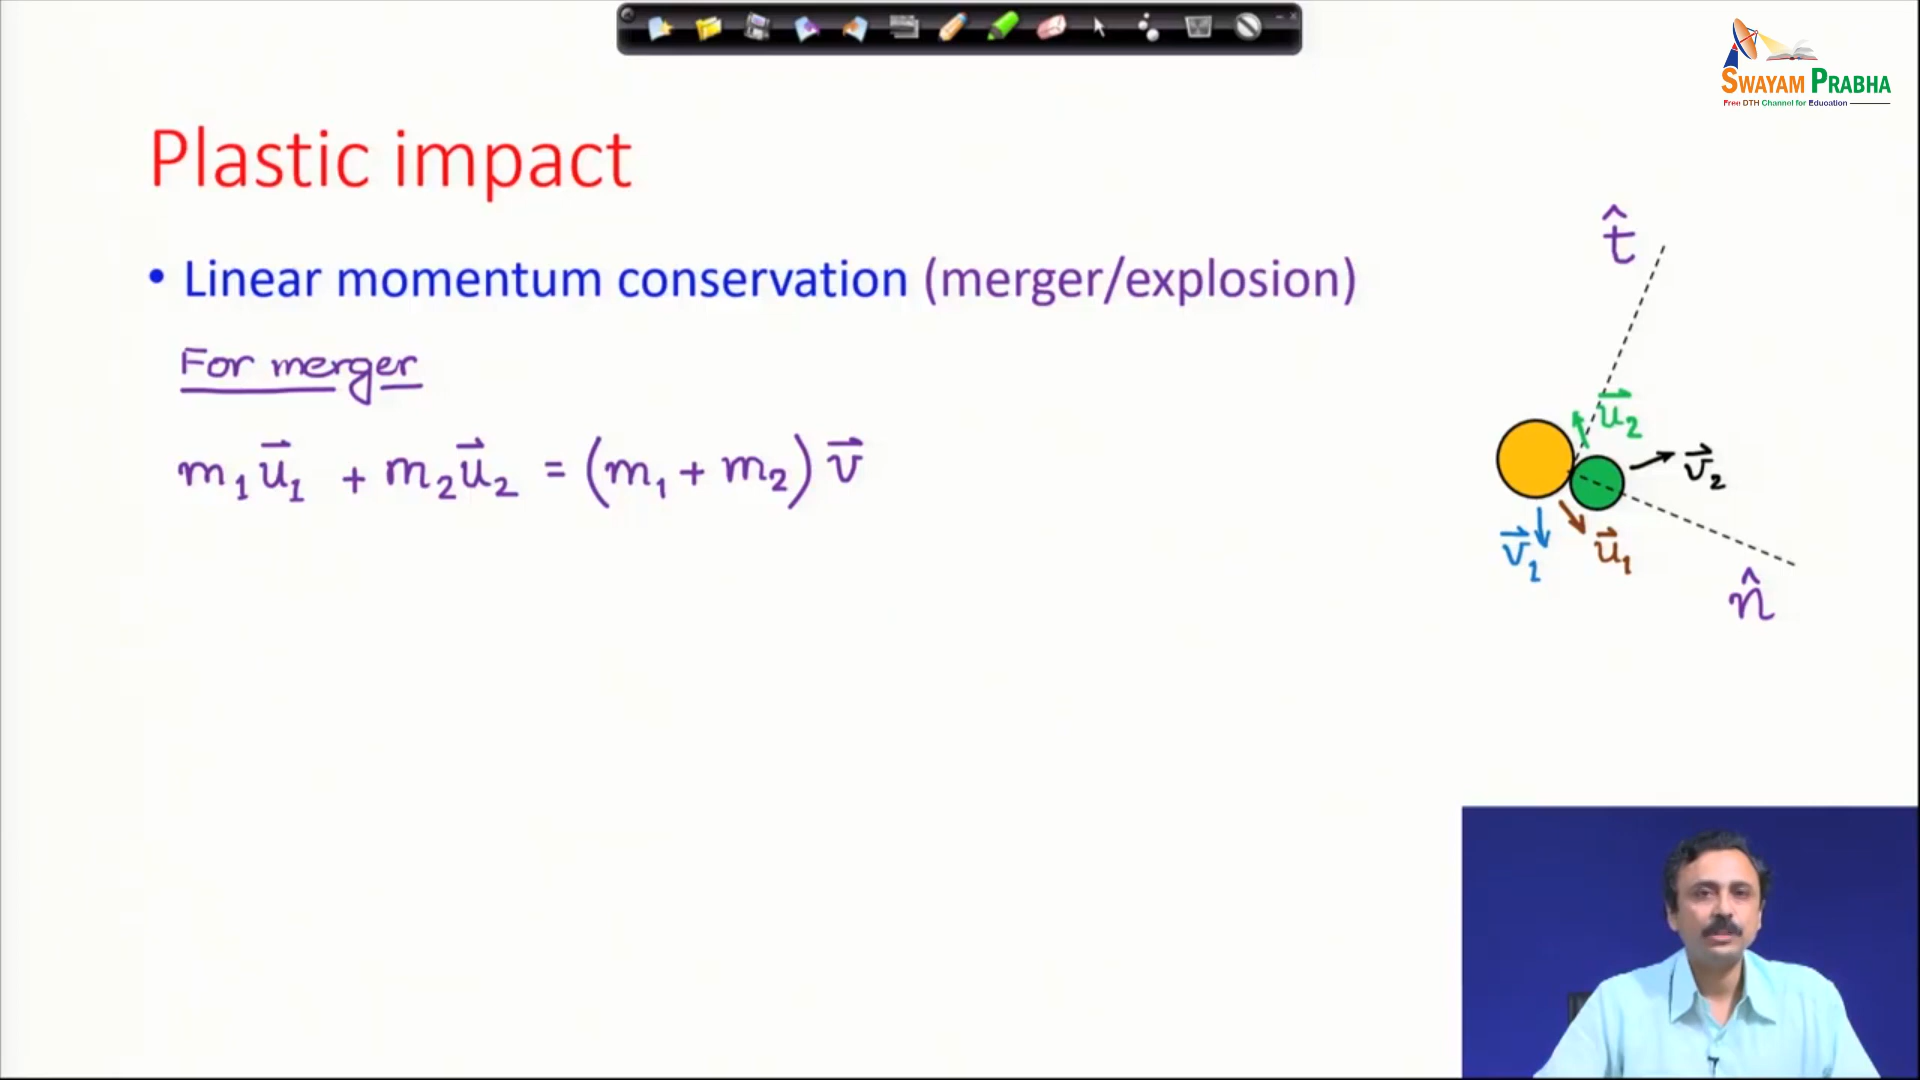 SWAYAM PRABHA
Free DTH Channel for Education
Plastic impact
• Linear momentum conservation (merger/explosion)
For merger
m₁u⃗₁ + m₂u⃗₂ = (m₁ + m₂) v⃗
t̂
u⃗₂
v⃗₂
v⃗₁
u⃗₁
n̂